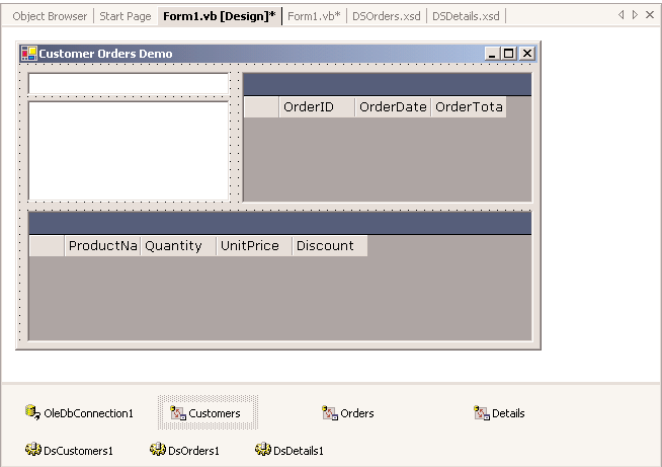 Object Browser Start Page Form1.vb [Design]* Form1.vb* DSOrders.xsd DSDetails.xsd
Customer Orders Demo
OrderID OrderDate OrderTota
ProductNa Quantity UnitPrice Discount
OleDbConnection1 Customers Orders Details
DsCustomers1 DsOrders1 DsDetails1